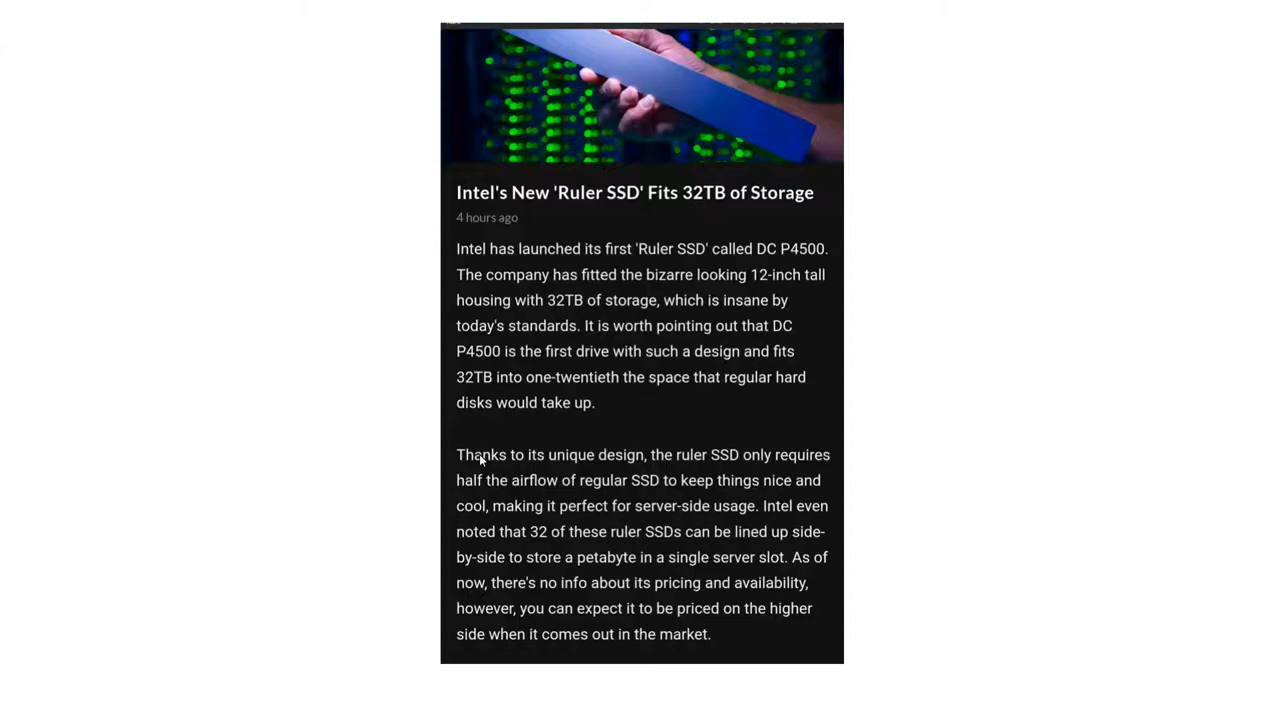 Intel's New 'Ruler SSD' Fits 32TB of Storage
4 hours ago
Intel has launched its first 'Ruler SSD' called DC P4500.
The company has fitted the bizarre looking 12-inch tall
housing with 32TB of storage, which is insane by
today's standards. It is worth pointing out that DC
P4500 is the first drive with such a design and fits
32TB into one-twentieth the space that regular hard
disks would take up.
Thanks to its unique design, the ruler SSD only requires
half the airflow of regular SSD to keep things nice and
cool, making it perfect for server-side usage. Intel even
noted that 32 of these ruler SSDs can be lined up side-
by-side to store a petabyte in a single server slot. As of
now, there's no info about its pricing and availability,
however, you can expect it to be priced on the higher
side when it comes out in the market.